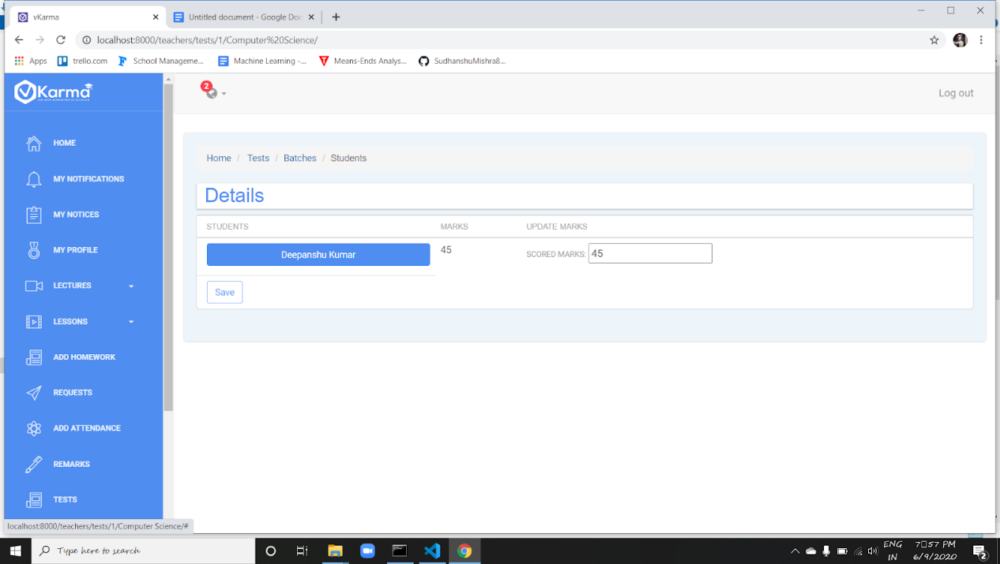 vKarma
Untitled document - Google Doc
localhost:8000/teachers/tests/1/Computer%20Science/
Apps
trello.com
School Manageme...
Machine Learning -...
Means-Ends Analys...
SudhanshuMishra8...
VKarma
2
Log out
HOME
MY NOTIFICATIONS
MY NOTICES
MY PROFILE
LECTURES
LESSONS
ADD HOMEWORK
REQUESTS
ADD ATTENDANCE
REMARKS
TESTS
Home / Tests / Batches / Students
Details
STUDENTS MARKS UPDATE MARKS
Deepanshu Kumar 45 SCORED MARKS: 45
Save
localhost:8000/teachers/tests/1/Computer Science/#
Type here to search
ENG
IN
7▯57 PM
6/9/2020
2